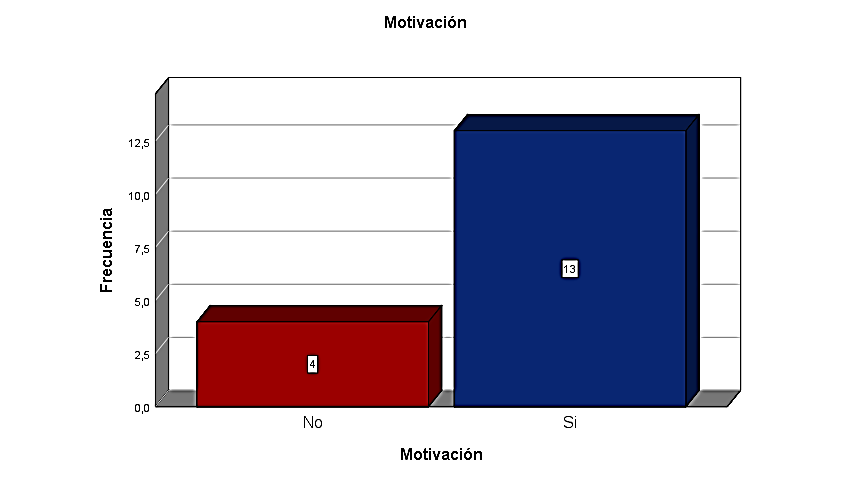 Motivación
Frecuencia
12,5
10,0
7,5
5,0
2,5
0,0
4
13
No
Si
Motivación